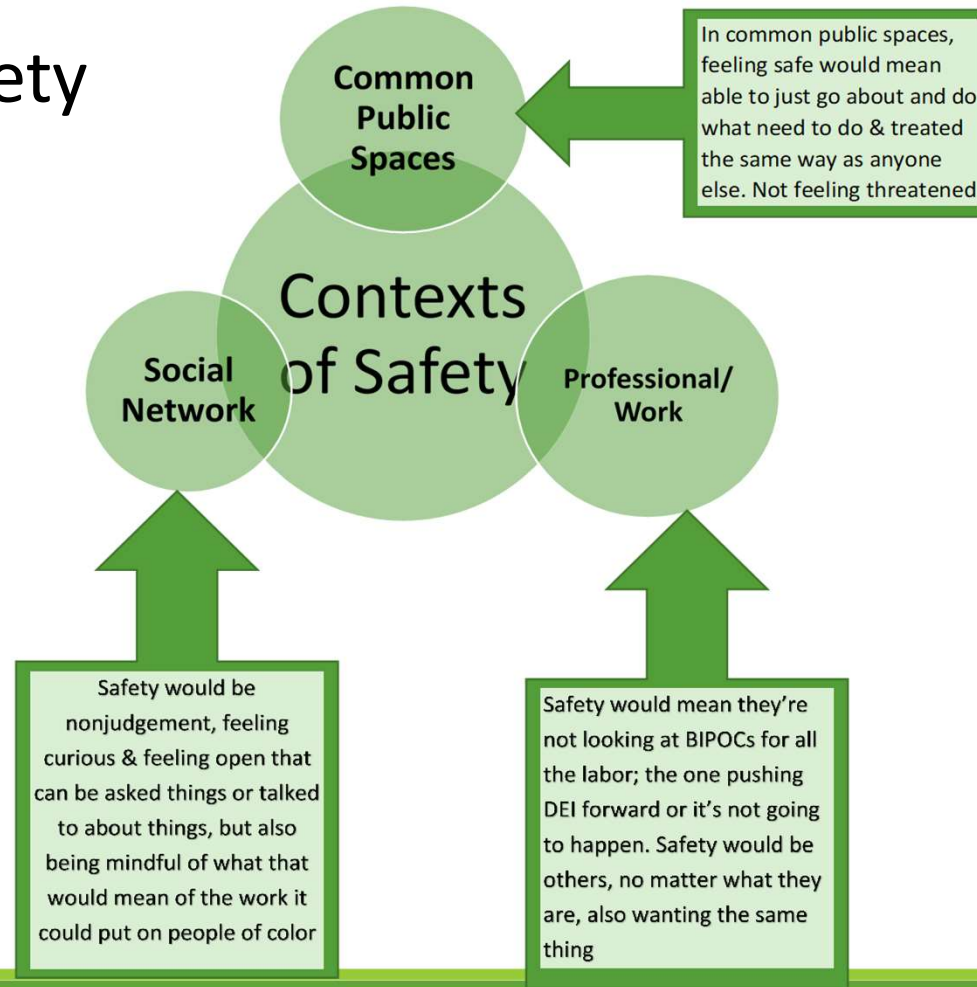 ety
Common
Public
Spaces
In common public spaces,
feeling safe would mean
able to just go about and do
what need to do & treated
the same way as anyone
else. Not feeling threatened
Contexts
of Safety
Social
Network
Professional/
Work
Safety would be
nonjudgement, feeling
curious & feeling open that
can be asked things or talked
to about things, but also
being mindful of what that
would mean of the work it
could put on people of color
Safety would mean they're
not looking at BIPOCs for all
the labor; the one pushing
DEI forward or it's not going
to happen. Safety would be
others, no matter what they
are, also wanting the same
thing